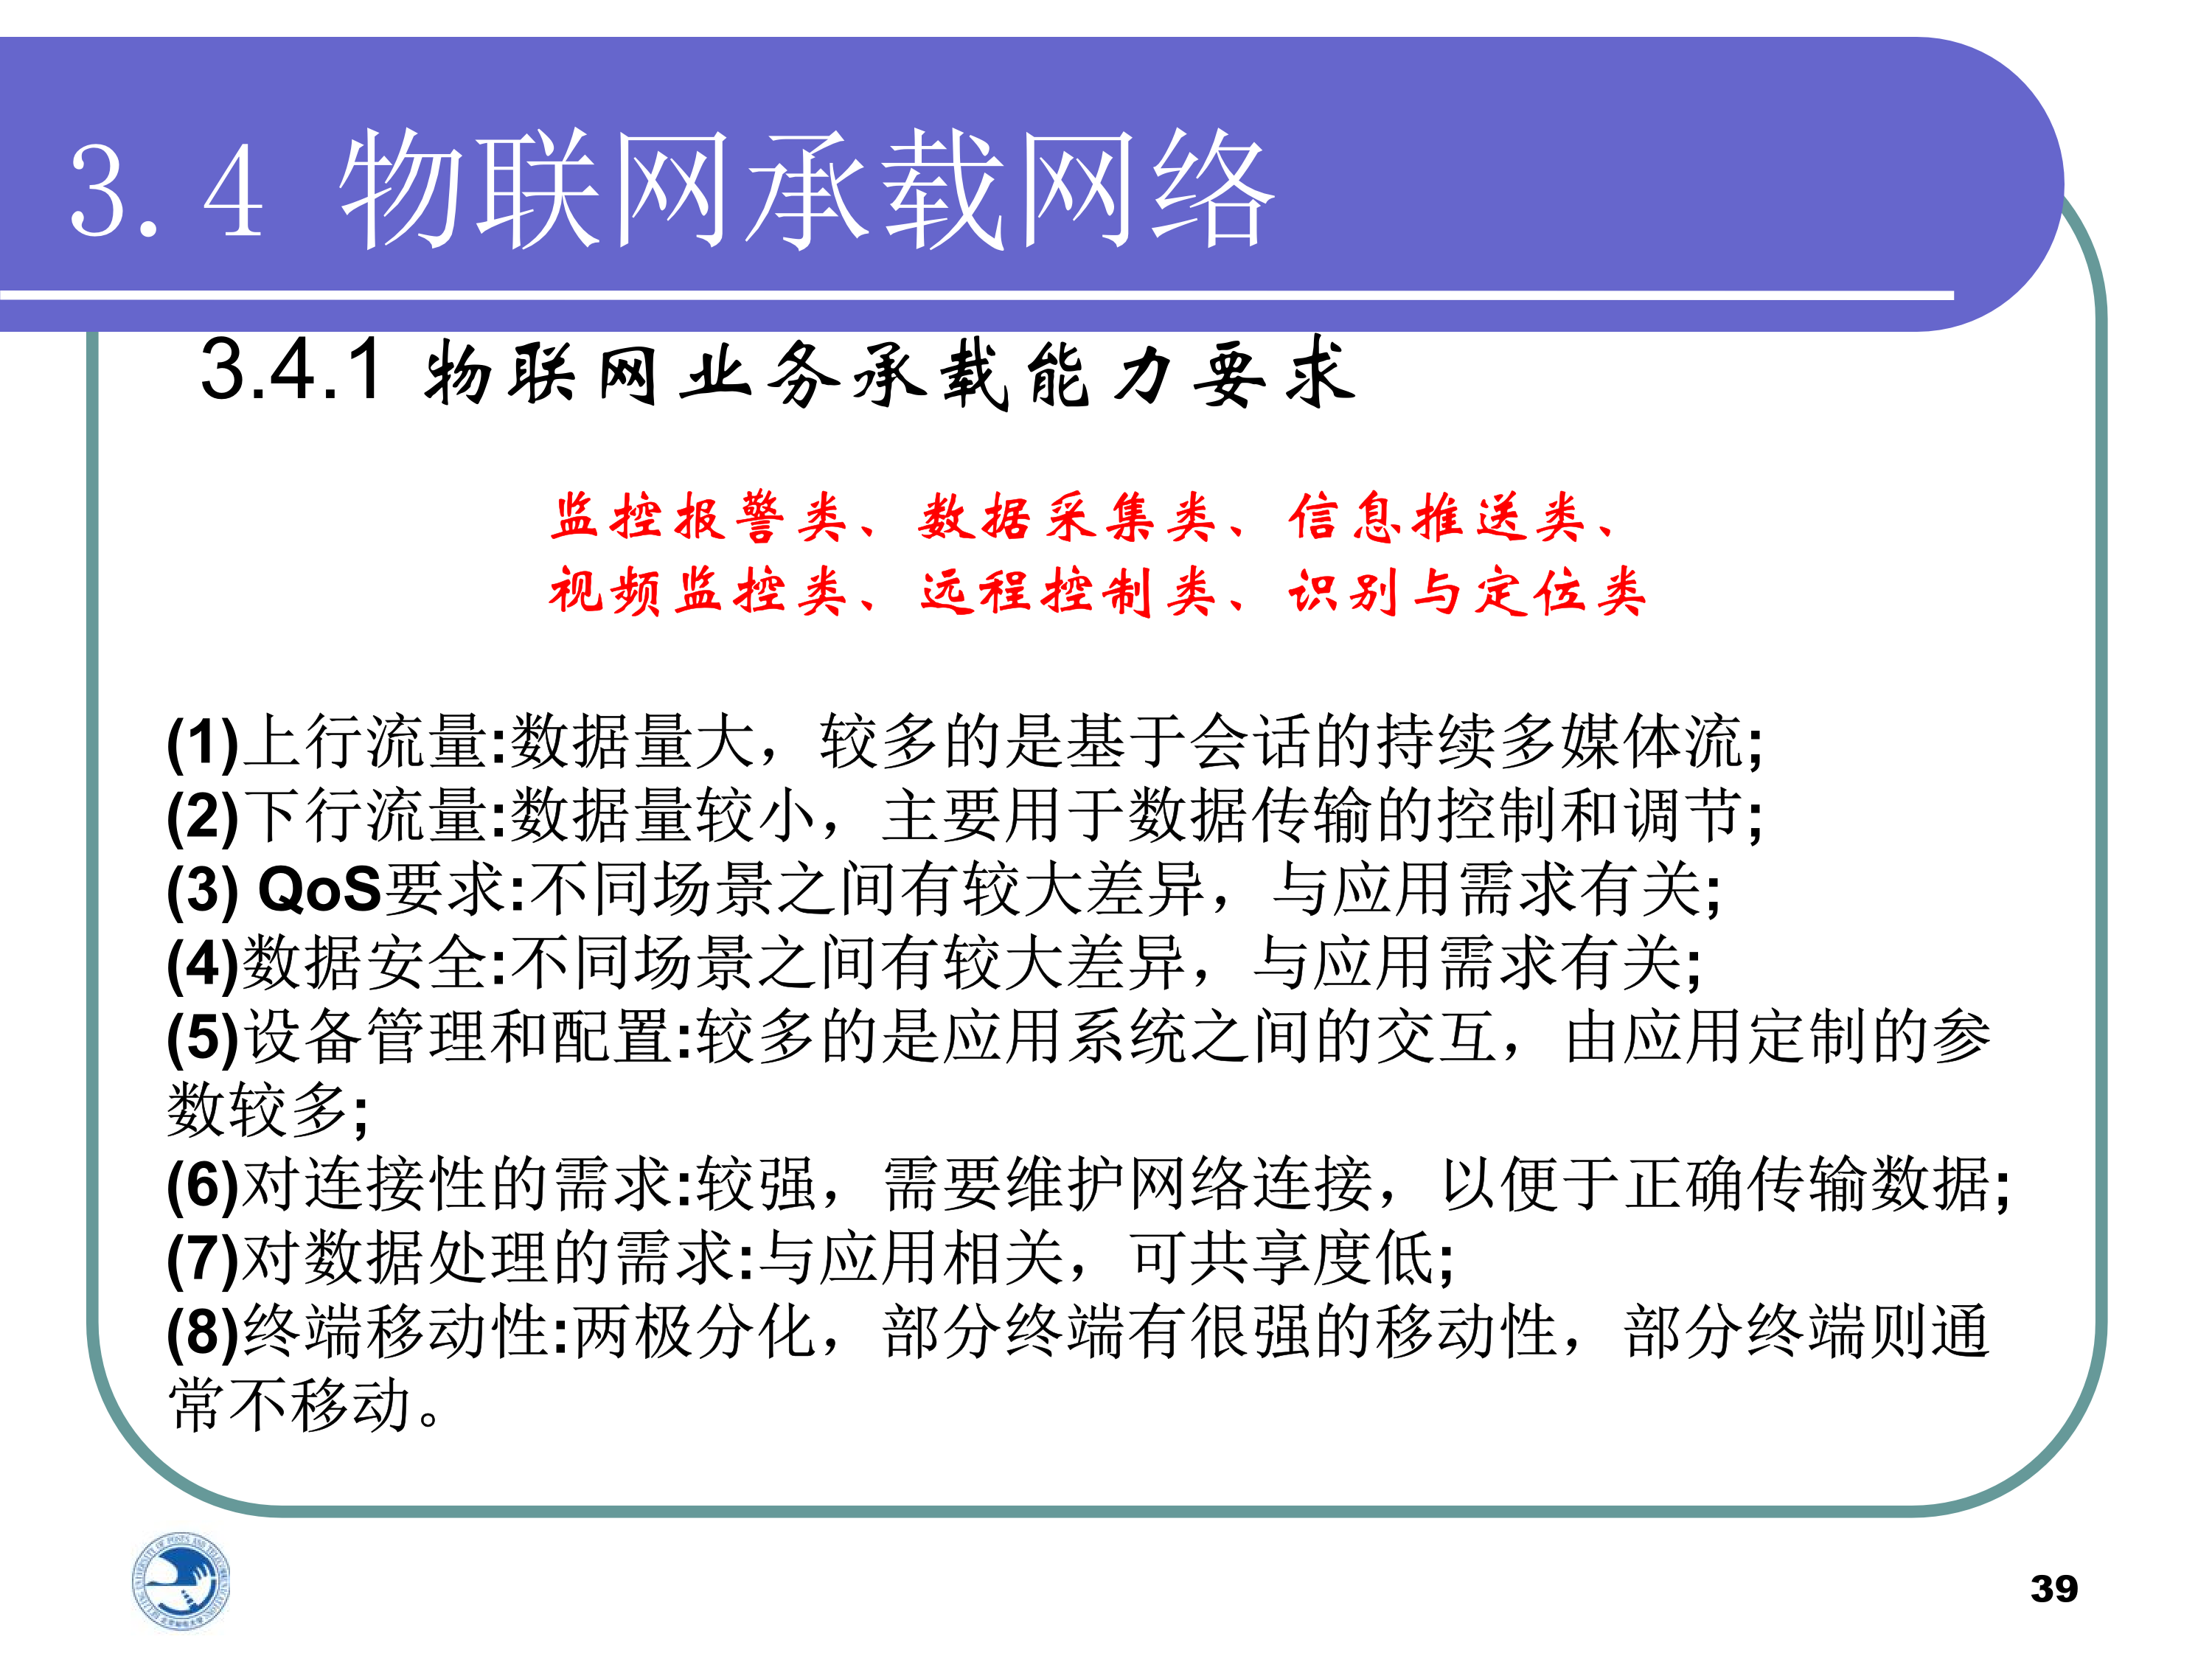 3.4 物联网承载网络
3.4.1 物联网业务承载能力要求
监控报警类、数据采集类、信息推送类、
视频监控类、远程控制类、识别与定位类
(1)上行流量:数据量大，较多的是基于会话的持续多媒体流;
(2)下行流量:数据量较小，主要用于数据传输的控制和调节;
(3) QoS要求:不同场景之间有较大差异，与应用需求有关;
(4)数据安全:不同场景之间有较大差异，与应用需求有关;
(5)设备管理和配置:较多的是应用系统之间的交互，由应用定制的参
数较多;
(6)对连接性的需求:较强，需要维护网络连接，以便于正确传输数据;
(7)对数据处理的需求:与应用相关，可共享度低;
(8)终端移动性:两极分化，部分终端有很强的移动性，部分终端则通
常不移动。
39